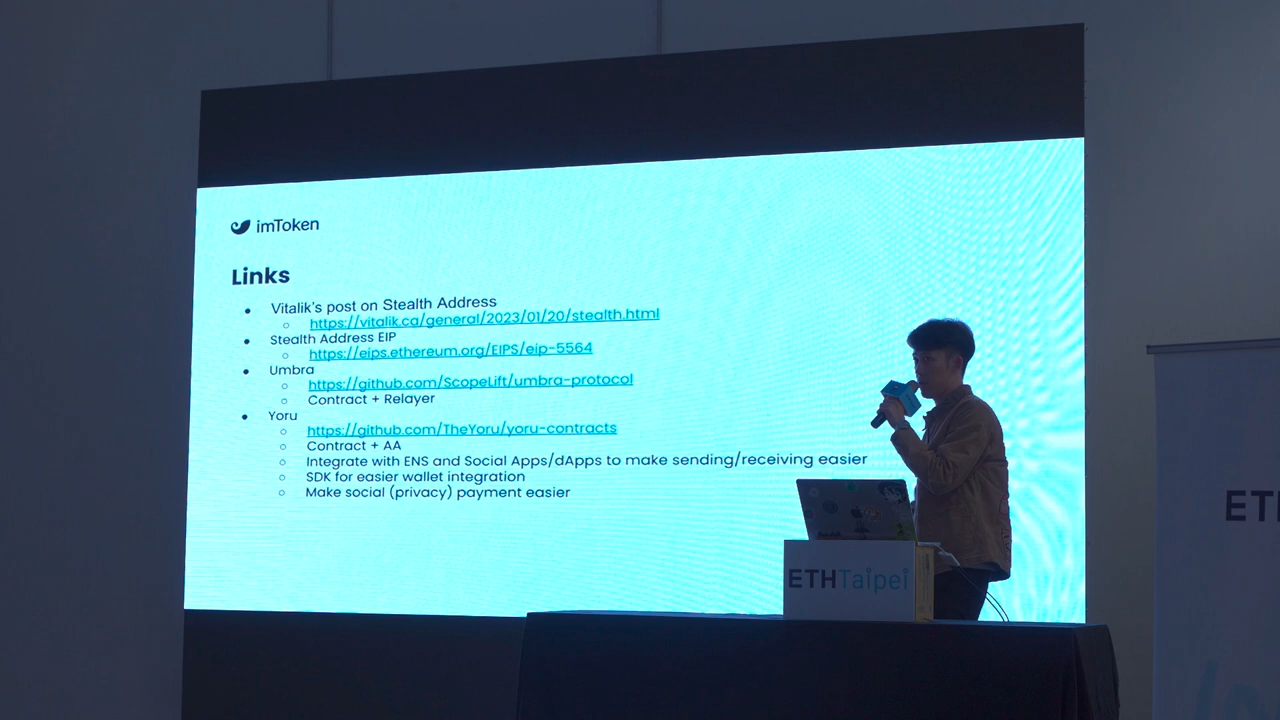 imToken
Links
Vitalik's post on Stealth Address
https://vitalik.ca/general/2023/01/20/stealth.html
Stealth Address EIP
https://eips.ethereum.org/EIPS/eip-5564
Umbra
https://github.com/ScopeLift/umbra-protocol
Contract + Relayer
Yoru
https://github.com/TheYoru/yoru-contracts
Contract + AA
Integrate with ENS and Social Apps/dApps to make sending/receiving easier
SDK for easier wallet integration
Make social (privacy) payment easier
ETHTaipei
ET